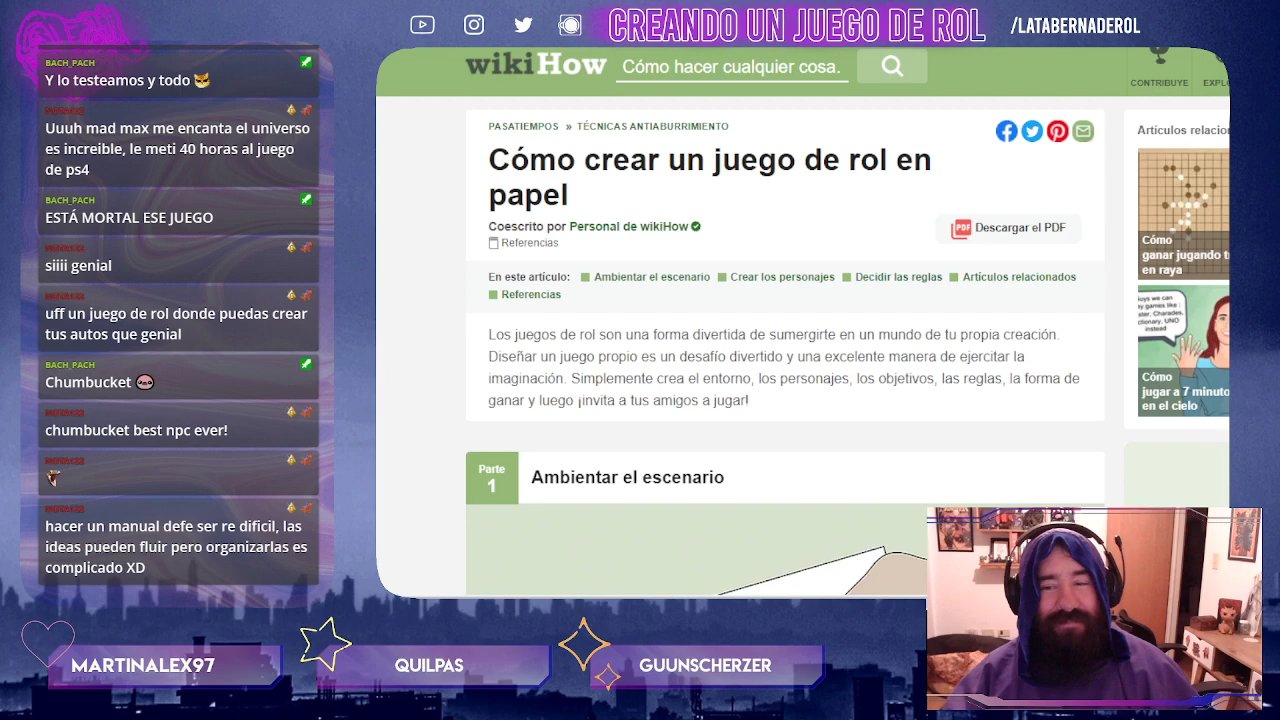 CREANDO UN JUEGO DE ROL
/LATABERNADEROL
BACH_PACH
Y lo testeamos y todo
Uuuh mad max me encanta el universo
es increible, le meti 40 horas al juego
de ps4
BACH_PACH
ESTÁ MORTAL ESE JUEGO
siiii genial
uff un juego de rol donde puedas crear
tus autos que genial
BACH_PACH
Chumbucket
chumbucket best npc ever!
hacer un manual defe ser re dificil, las
ideas pueden fluir pero organizarlas es
complicado XD
wikiHow
Cómo hacer cualquier cosa.
CONTRIBUYE
EXPL
PASATIEMPOS » TÉCNICAS ANTIABURRIMIENTO
Cómo crear un juego de rol en
papel
Coescrito por Personal de wikiHow
Referencias
PDF
Descargar el PDF
En este artículo: Ambientar el escenario Crear los personajes Decidir las reglas Artículos relacionados
Referencias
Los juegos de rol son una forma divertida de sumergirte en un mundo de tu propia creación.
Diseñar un juego propio es un desafío divertido y una excelente manera de ejercitar la
imaginación. Simplemente crea el entorno, los personajes, los objetivos, las reglas, la forma de
ganar y luego ¡invita a tus amigos a jugar!
Parte
1
Ambientar el escenario
Artículos relacio
Cómo
ganar jugando t
en raya
Guys we can
instead
Cómo
jugar a 7 minuto
en el cielo
MARTINALEX97
QUILPAS
GUUNSCHERZER